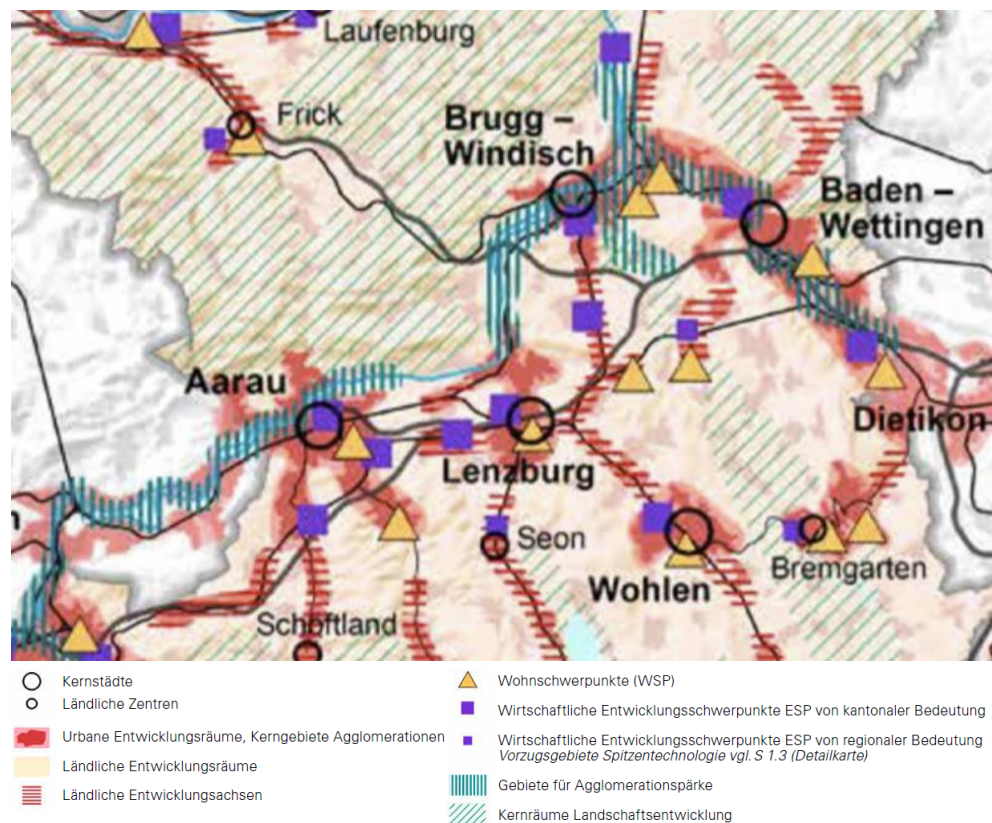 Laufenburg
Frick
Brugg –
Windisch
Baden –
Wettingen
Aarau
Dietikon
Lenzburg
n
Seon
Wohlen
Bremgarten
Schöftland
Kernstädte
Ländliche Zentren
Urbane Entwicklungsräume, Kerngebiete Agglomerationen
Ländliche Entwicklungsräume
Ländliche Entwicklungsachsen
Wohnschwerpunkte (WSP)
Wirtschaftliche Entwicklungsschwerpunkte ESP von kantonaler Bedeutung
Wirtschaftliche Entwicklungsschwerpunkte ESP von regionaler Bedeutung
Vorzugsgebiete Spitzentechnologie vgl. S 1.3 (Detailkarte)
Gebiete für Agglomerationspärke
Kernräume Landschaftsentwicklung